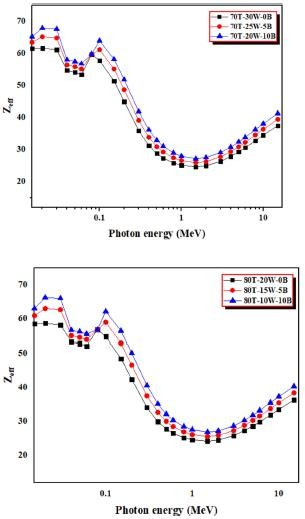 70
60
50
40
30
20
Z eff
70T-30W-0B
70T-25W-5B
70T-20W-10B
0.1 1 10
Photon energy (MeV)
70
60
50
40
30
20
Z eff
80T-20W-0B
80T-15W-5B
80T-10W-10B
0.1 1 10
Photon energy (MeV)